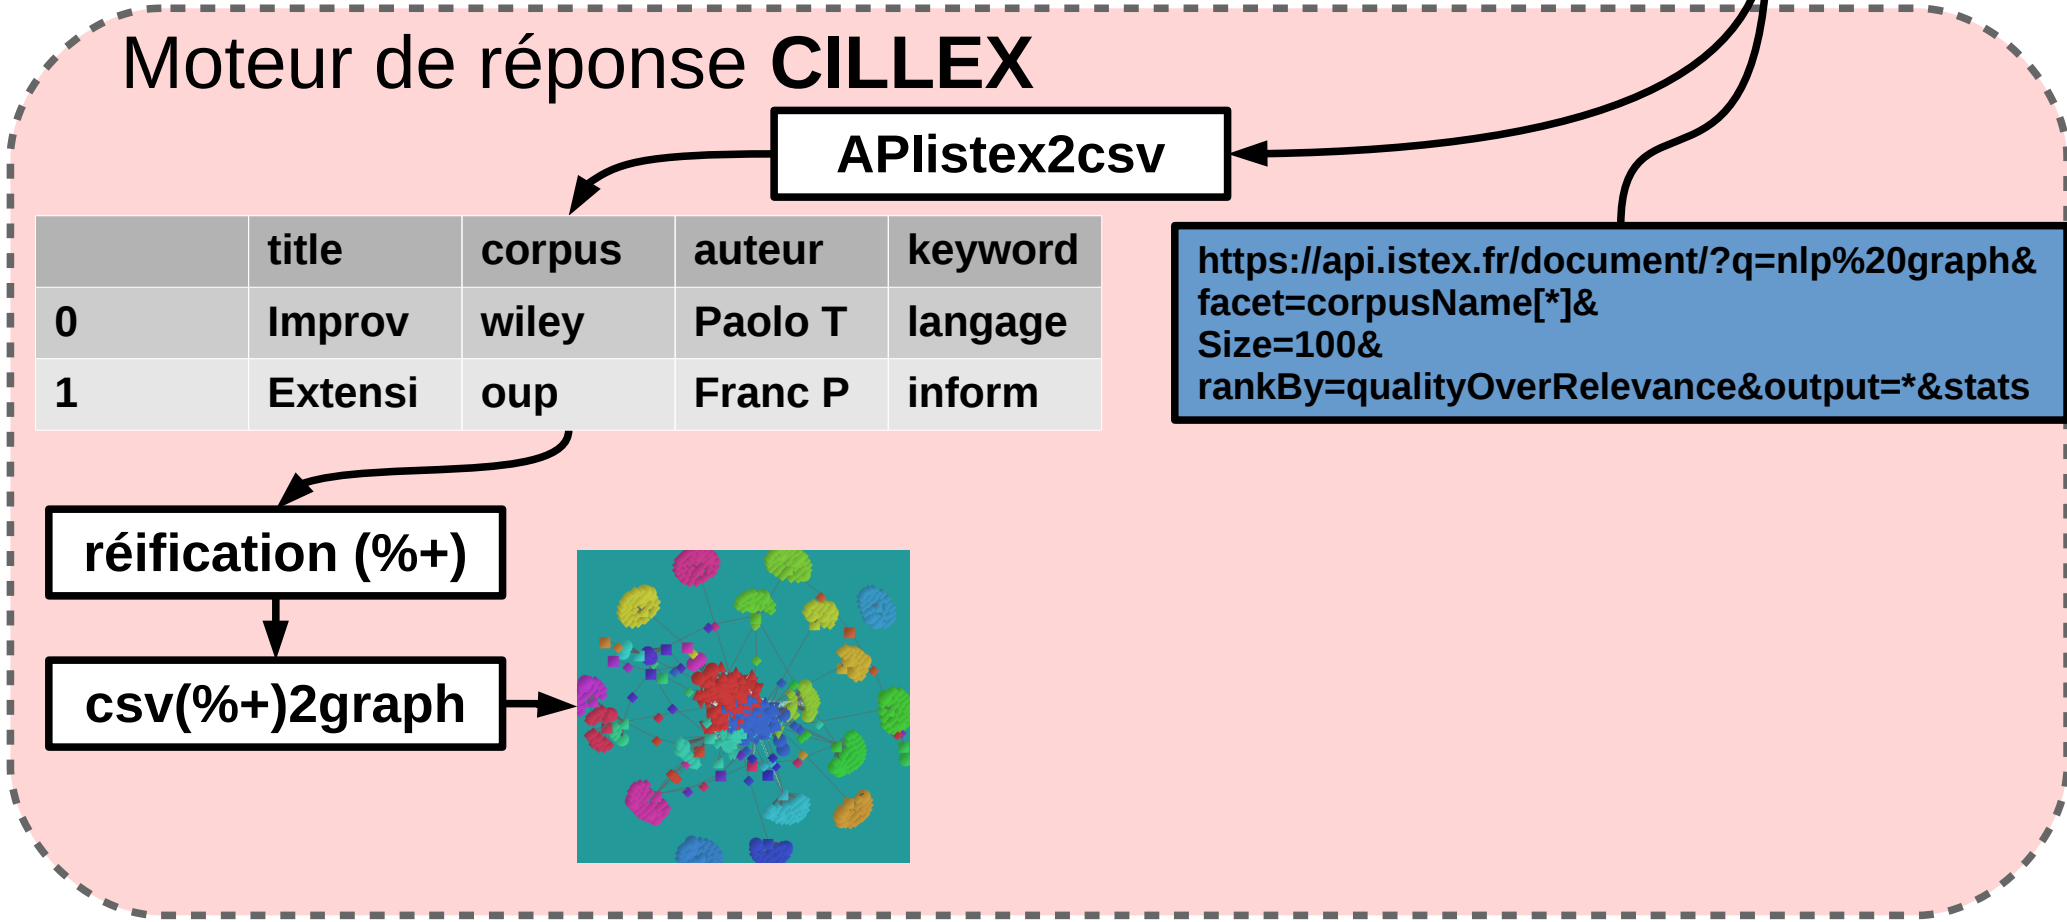 Moteur de réponse CILLEX
APIistex2csv
title corpus auteur keyword
0 Improv wiley Paolo T langage
1 Extensi oup Franc P inform
https://api.istex.fr/document/?q=nlp%20graph&
facet=corpusName[*]&
Size=100&
rankBy=qualityOverRelevance&output=*&stats
réification (%+)
csv(%+)2graph